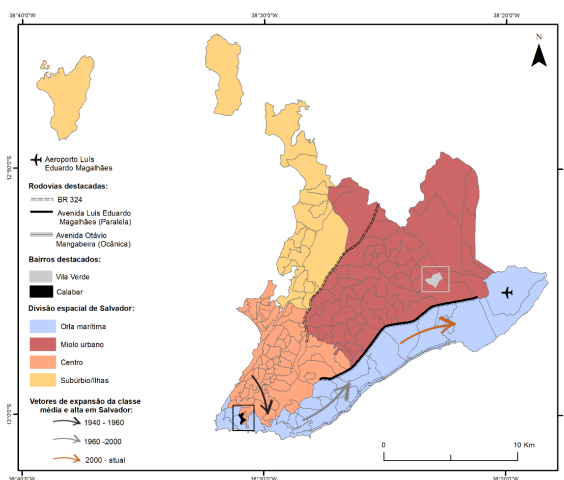 38°40'0"W
38°30'0"W
38°20'0"W
N
12°50'0"S
Aeroporto Luís
Eduardo Magalhães
Rodovias destacadas:
BR 324
Avenida Luis Eduardo
Magalhães (Paralela)
Avenida Otávio
Mangabeira (Ocânica)
Bairros destacados:
Vila Verde
Calabar
Divisão espacial de Salvador:
Orla marítima
Miolo urbano
Centro
Subúrbio/Ilhas
Vetores de expansão da classe
média e alta em Salvador:
1940 - 1960
1960 -2000
2000 - atual
13°0'0"S
0
10 Km
38°40'0"W
38°30'0"W
38°20'0"W